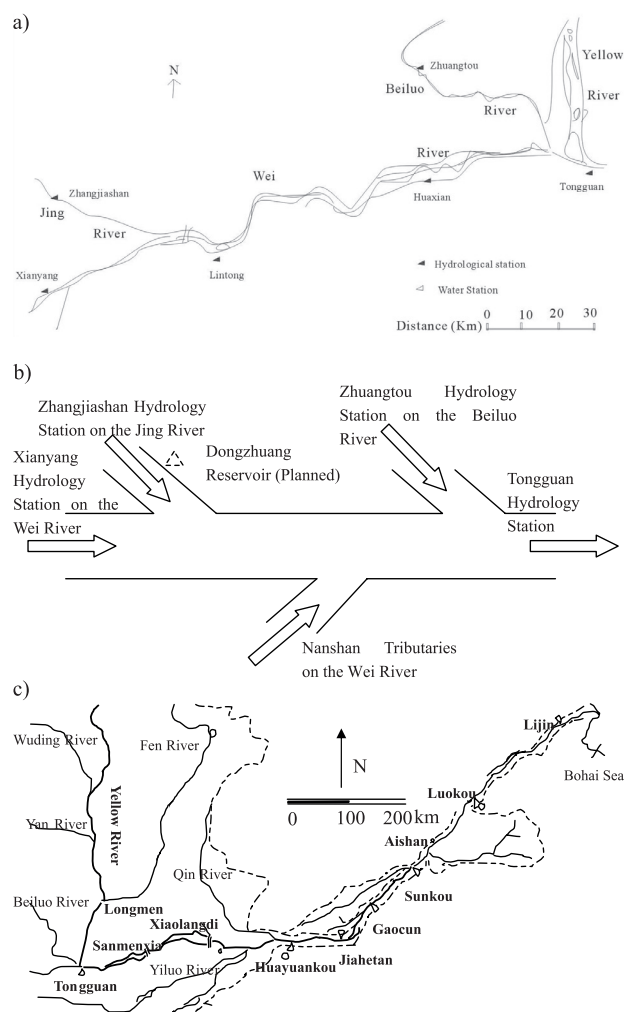 a)
N
Zhuangtou
Beiluo
River
Yellow
River
River
Wei
Huaxian
Tongguan
Zhangjiashan
Jing
River
Xianyang
Lintong
Hydrological station
Water Station
Distance (Km)
0 10 20 30
b)
Zhangjiashan Hydrology
Station on the Jing River
Zhuangtou Hydrology
Station on the Beiluo
River
Xianyang
Hydrology
Station on the
Wei River
Dongzhuang
Reservoir (Planned)
Tongguan
Hydrology
Station
Nanshan Tributaries
on the Wei River
c)
Wuding River
Fen River
Yellow River
Yan River
Qin River
Beiluo River
Longmen
Xiaolangdi
Sanmenxia
Tongguan
Yiluo River
Huayuankou
Jiahetan
Gaocun
Sunkou
Aishan
Luokou
Lijin
Bohai Sea
N
0 100 200 km